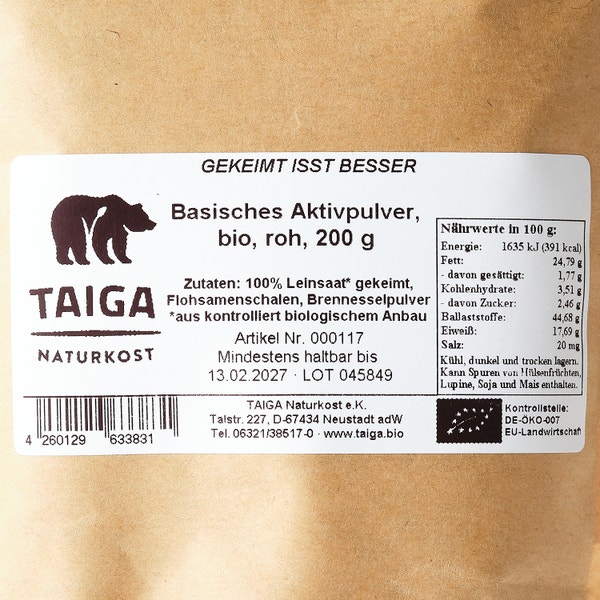 GEKEIMT ISST BESSER
TAIGA
NATURKOST
Basisches Aktivpulver,
bio, roh, 200 g
Zutaten: 100% Leinsaat* gekeimt,
Flohsamenschalen, Brennesselpulver
*aus kontrolliert biologischem Anbau
Artikel Nr. 000117
Mindestens haltbar bis
13.02.2027 · LOT 045849
Nährwerte in 100 g:
Energie: 1635 kJ (391 kcal)
Fett: 24,79 g
- davon gesättigt: 1,77 g
Kohlenhydrate: 3,51 g
- davon Zucker: 2,46 g
Ballaststoffe: 44,68 g
Eiweiß: 17,69 g
Salz: 20 mg
Kühl, dunkel und trocken lagern.
Kann Spuren von Hülsenfrüchten,
Lupine, Soja und Mais enthalten.
4 260129 633831
TAIGA Naturkost e.K.
Talstr. 227, D-67434 Neustadt adW
Tel. 06321/38517-0 · www.taiga.bio
Kontrollstelle:
DE-ÖKO-007
EU-Landwirtschaft